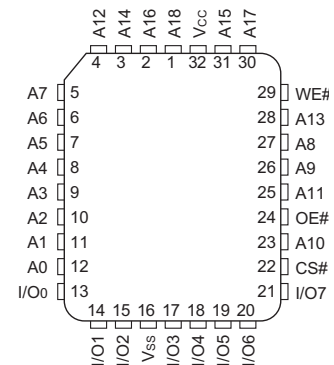 A12 A14 A16 A18 Vcc A15 A17
4 3 2 1 32 31 30
A7 5 29 WE#
A6 6 28 A13
A5 7 27 A8
A4 8 26 A9
A3 9 25 A11
A2 10 24 OE#
A1 11 23 A10
A0 12 22 CS#
I/O0 13 21 I/O7
14 15 16 17 18 19 20
I/O1 I/O2 Vss I/O3 I/O4 I/O5 I/O6